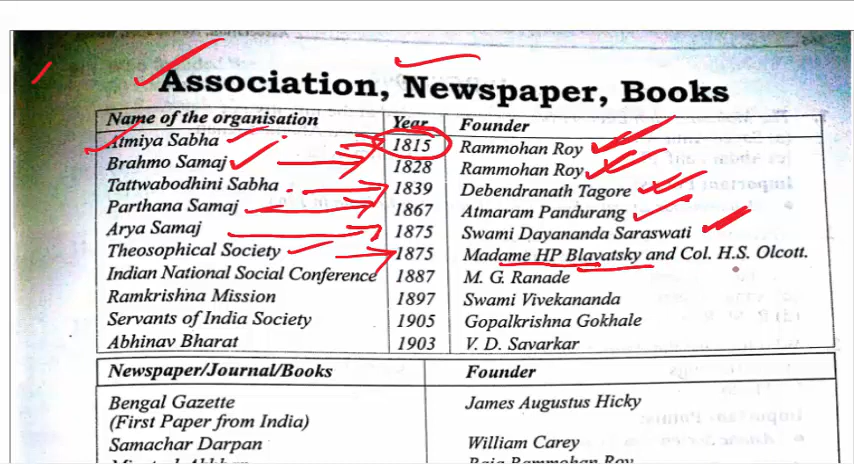 Association, Newspaper, Books
Name of the organisation Year Founder
Atmiya Sabha 1815 Rammohan Roy
Brahmo Samaj 1828 Rammohan Roy
Tattwabodhini Sabha 1839 Debendranath Tagore
Parthana Samaj 1867 Atmaram Pandurang
Arya Samaj 1875 Swami Dayananda Saraswati
Theosophical Society 1875 Madame HP Blavatsky and Col. H.S. Olcott.
Indian National Social Conference 1887 M. G. Ranade
Ramkrishna Mission 1897 Swami Vivekananda
Servants of India Society 1905 Gopalkrishna Gokhale
Abhinav Bharat 1903 V. D. Savarkar
Newspaper/Journal/Books Founder
Bengal Gazette James Augustus Hicky
(First Paper from India)
Samachar Darpan William Carey
Raja Rammohan Roy